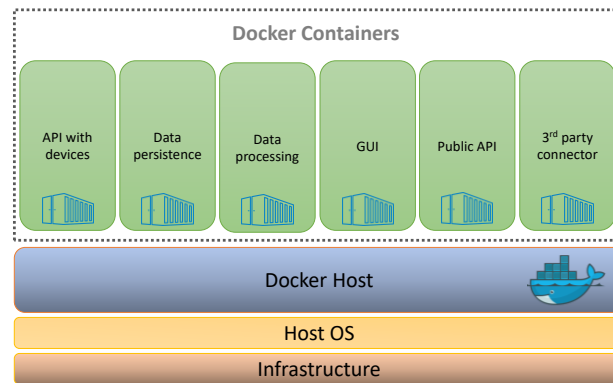 Docker Containers
API with
devices
Data
persistence
Data
processing
GUI
Public API
3rd party
connector
Docker Host
Host OS
Infrastructure